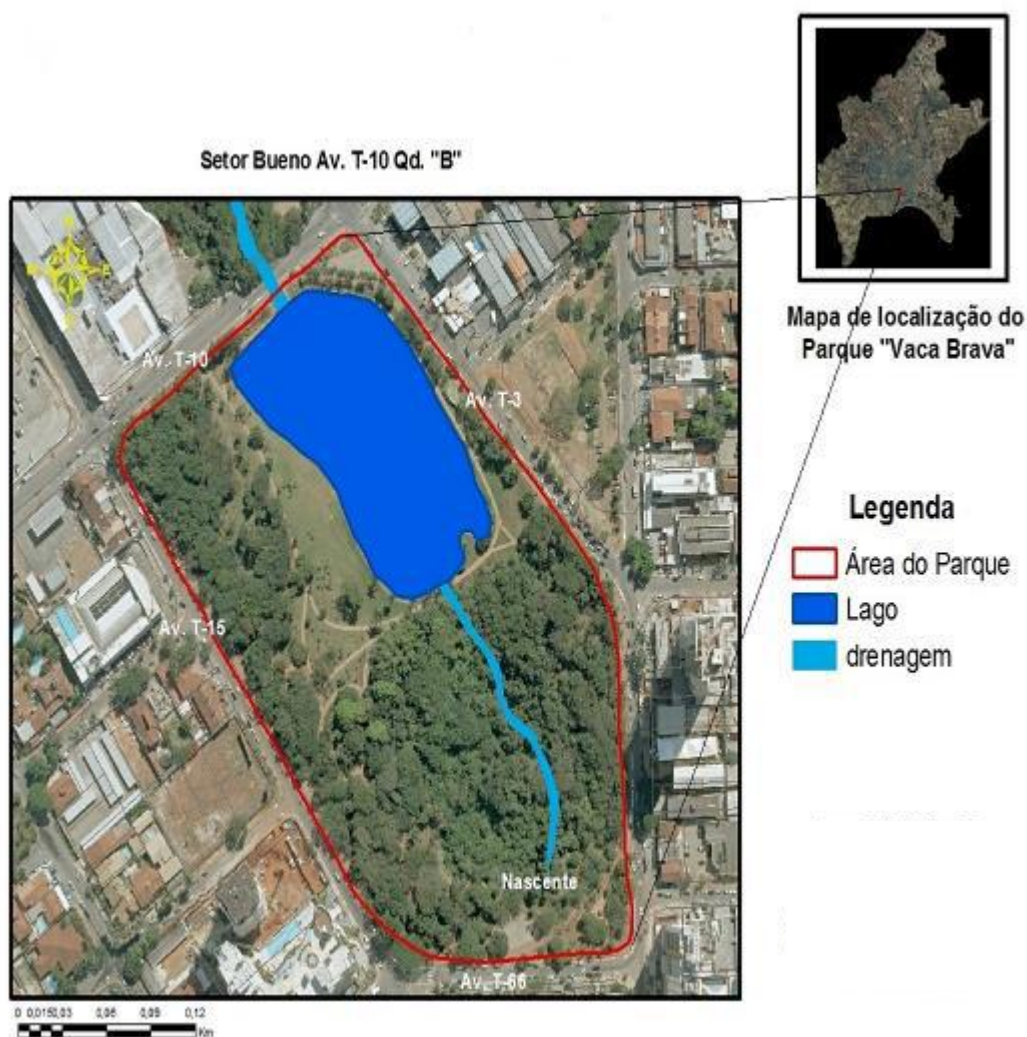 Setor Bueno Av. T-10 Qd. "B"
Mapa de localização do
Parque "Vaca Brava"
Av. T-10
Av. T-3
Av. T-15
Nascente
Av. T-66
Legenda
Área do Parque
Lago
drenagem
0 0,0150,03 0,06 0,09 0,12
Km